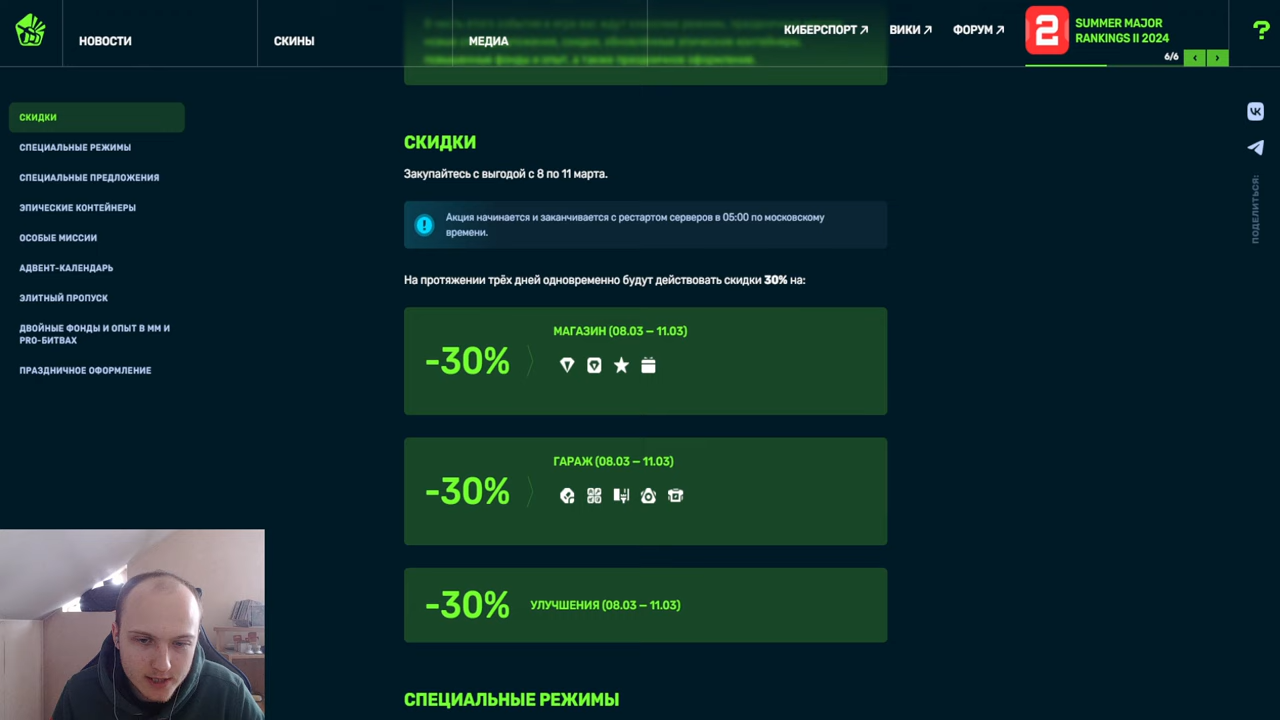 НОВОСТИ
СКИНЫ
МЕДИА
КИБЕРСПОРТ
ВИКИ
ФОРУМ
2
SUMMER MAJOR
RANKINGS II 2024
6/6
?
СКИДКИ
СПЕЦИАЛЬНЫЕ РЕЖИМЫ
СПЕЦИАЛЬНЫЕ ПРЕДЛОЖЕНИЯ
ЭПИЧЕСКИЕ КОНТЕЙНЕРЫ
ОСОБЫЕ МИССИИ
АДВЕНТ-КАЛЕНДАРЬ
ЭЛИТНЫЙ ПРОПУСК
ДВОЙНЫЕ ФОНДЫ И ОПЫТ В ММ И
PRO-БИТВАХ
ПРАЗДНИЧНОЕ ОФОРМЛЕНИЕ
СКИДКИ
Закупайтесь с выгодой с 8 по 11 марта.
Акция начинается и заканчивается с рестартом серверов в 05:00 по московскому
времени.
На протяжении трёх дней одновременно будут действовать скидки 30% на:
-30%
МАГАЗИН (08.03 — 11.03)
-30%
ГАРАЖ (08.03 — 11.03)
-30%
УЛУЧШЕНИЯ (08.03 — 11.03)
СПЕЦИАЛЬНЫЕ РЕЖИМЫ
ПОДЕЛИТЬСЯ: